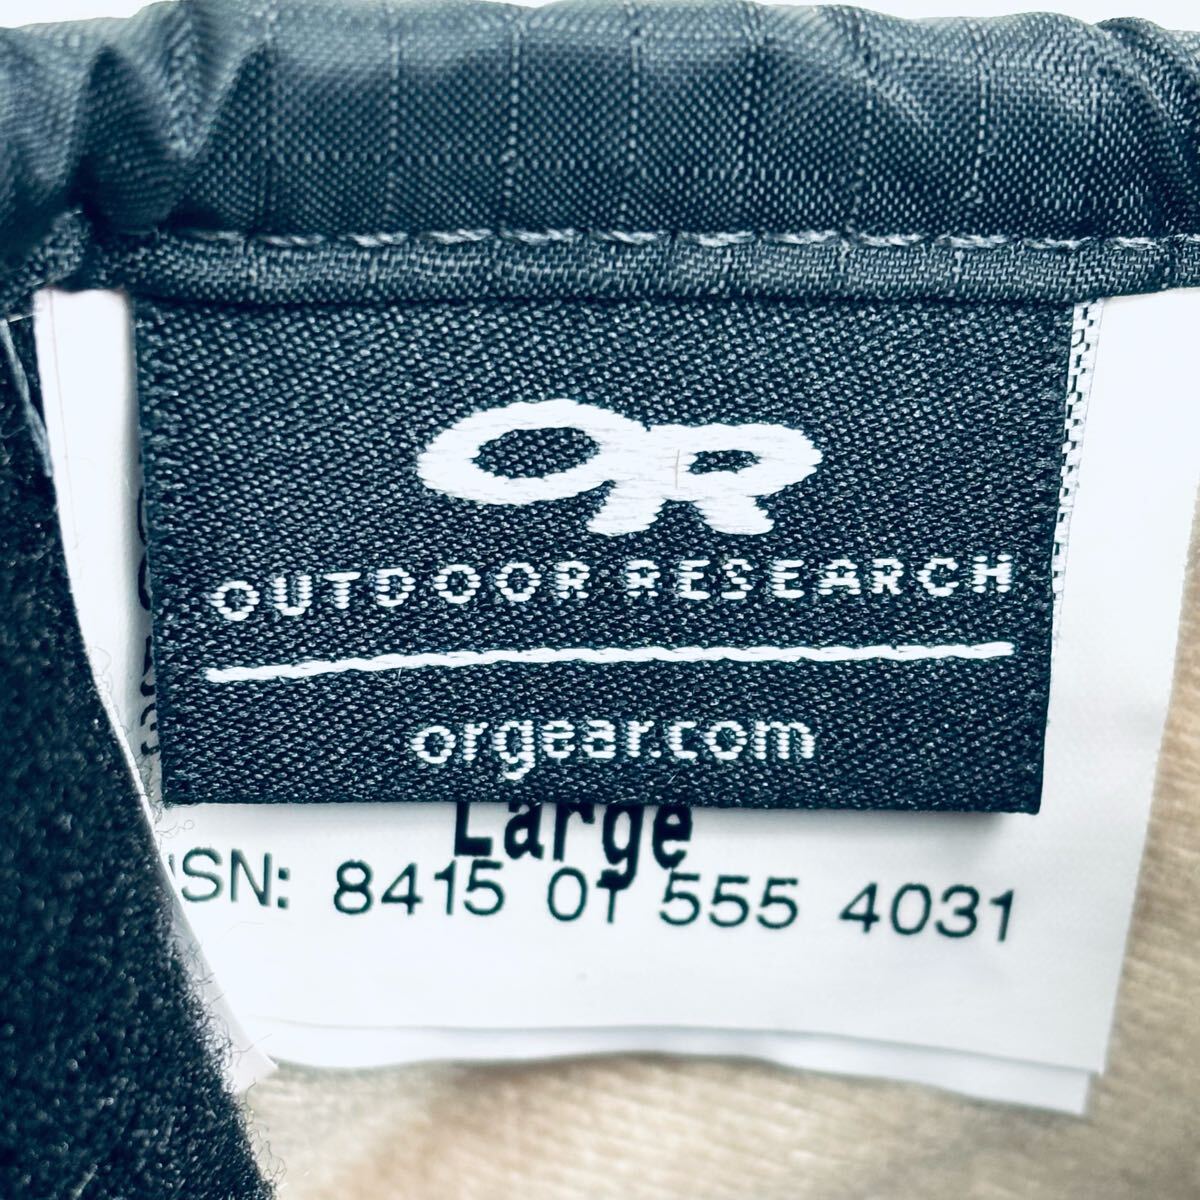 OR
OUTDOOR RESEARCH
orgear.com
Large
NSN: 8415 01 555 4031